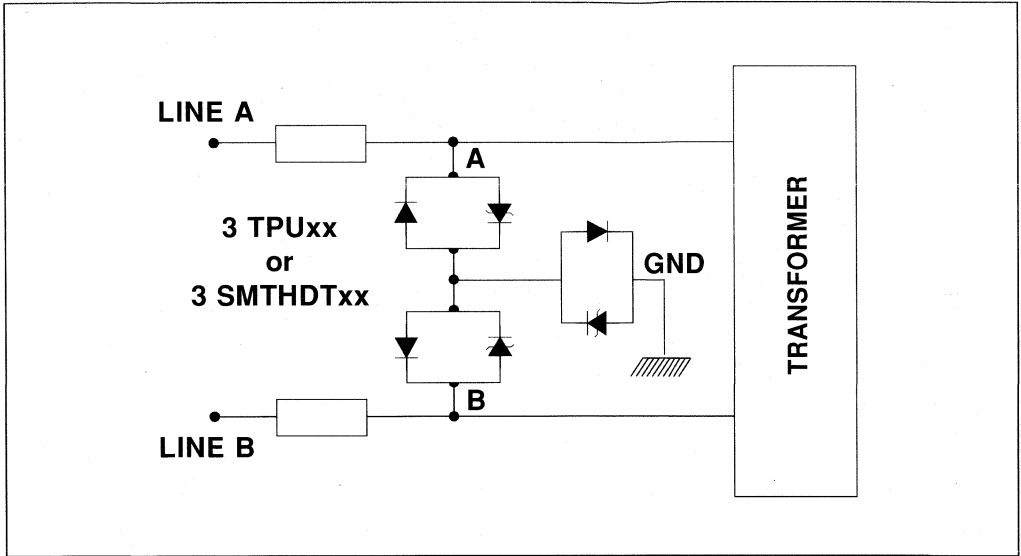 LINE A
A
3 TPUxx
or
3 SMTHDTxx
GND
TRANSFORMER
B
LINE B